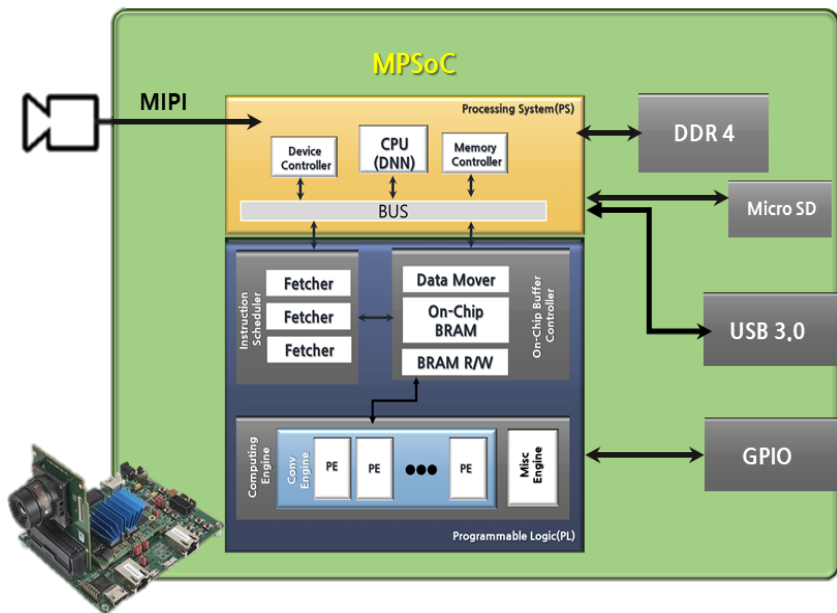 MPSoC
MIPI
Processing System(PS)
Device
Controller
CPU
(DNN)
Memory
Controller
BUS
DDR 4
Micro SD
USB 3.0
GPIO
Instruction
Scheduler
Fetcher
Fetcher
Fetcher
Data Mover
On-Chip
BRAM
BRAM R/W
On-Chip Buffer
Controller
Computing
Engine
Conv
Engine
PE
PE
PE
Misc
Engine
Programmable Logic(PL)